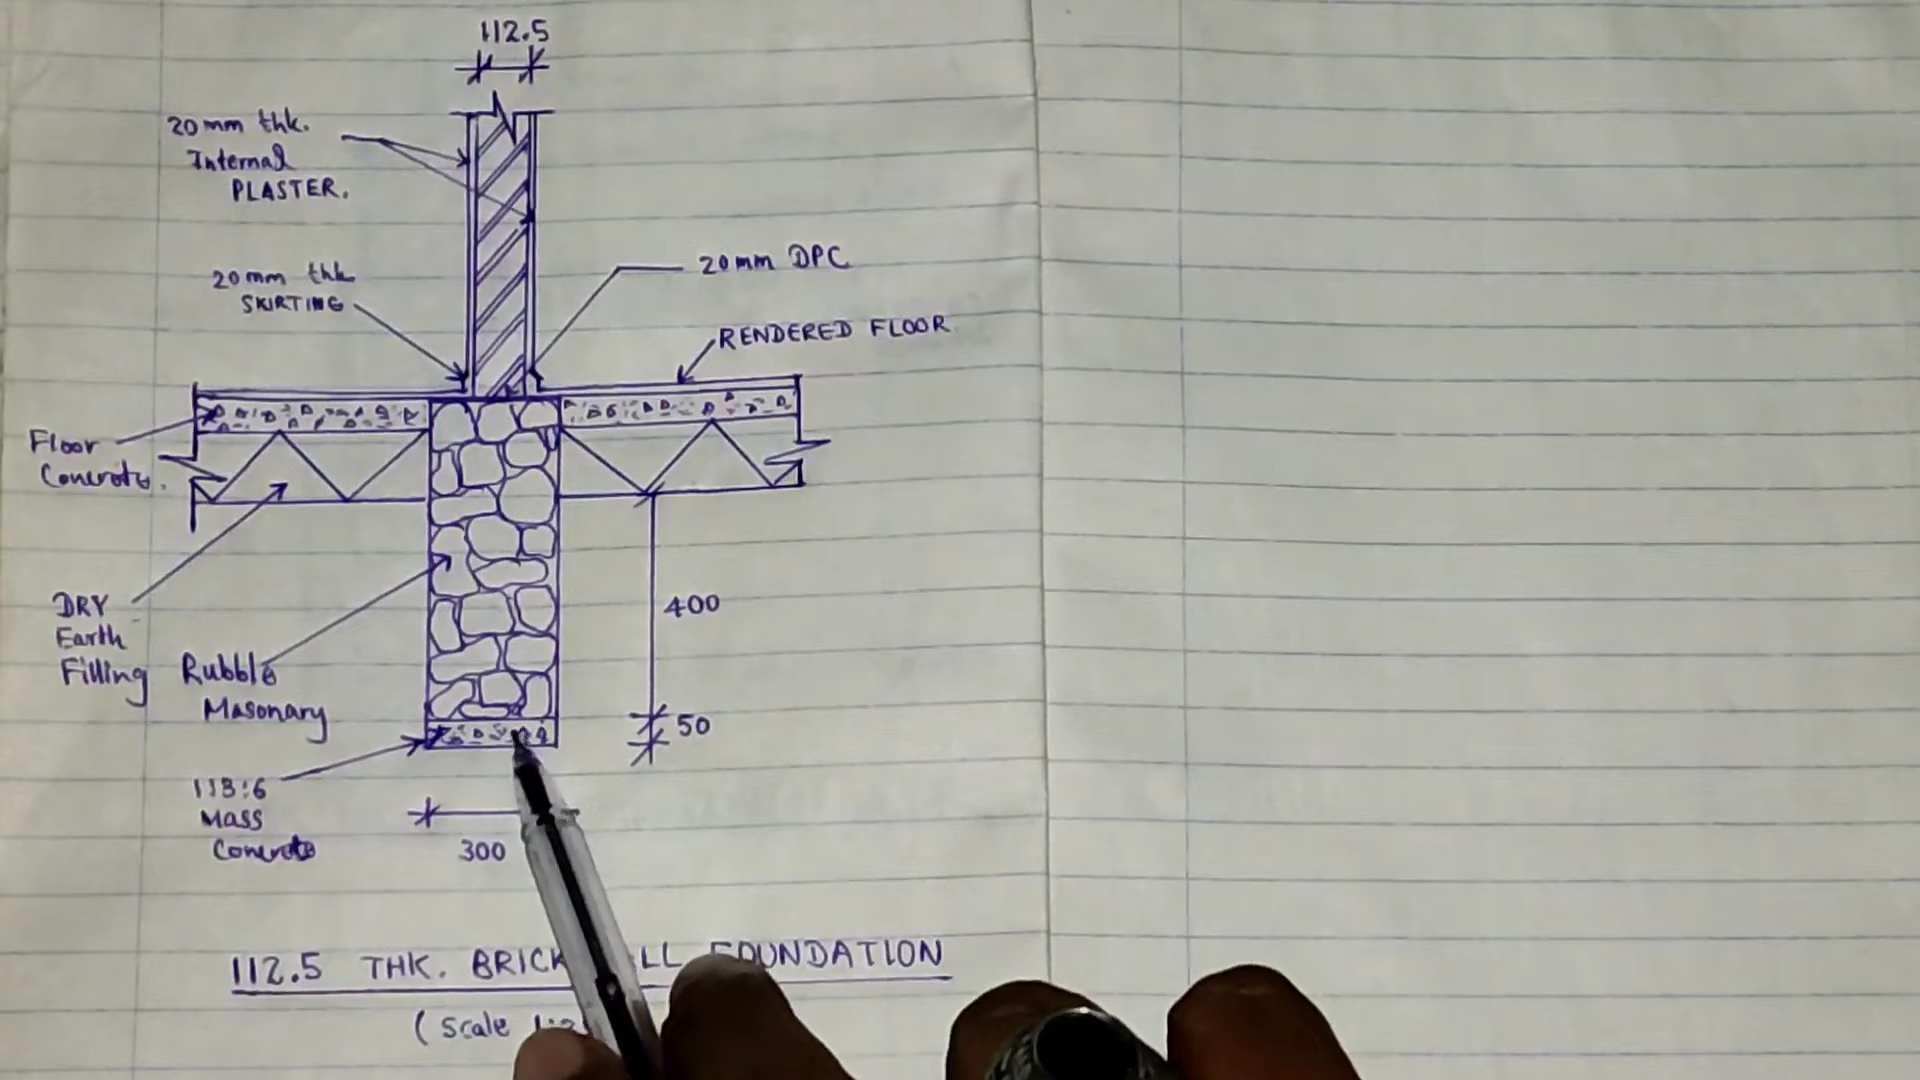 112.5
20mm thk.
Internal
PLASTER.
20mm thk
SKIRTING
20mm DPC
RENDERED FLOOR
Floor
Concrete.
DRY
Earth
Filling
Rubble
Masonary
400
50
1:3:6
Mass
Concrete
300
112.5 THK. BRICK LL FOUNDATION
(Scale